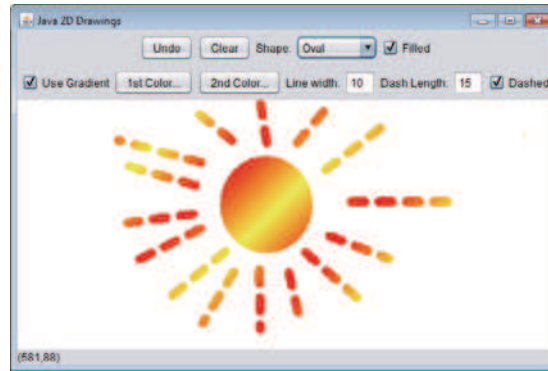 Java 2D Drawings
Undo Clear Shape: Oval Filled
Use Gradient 1st Color... 2nd Color... Line width: 10 Dash Length: 15 Dashed
(581,88)